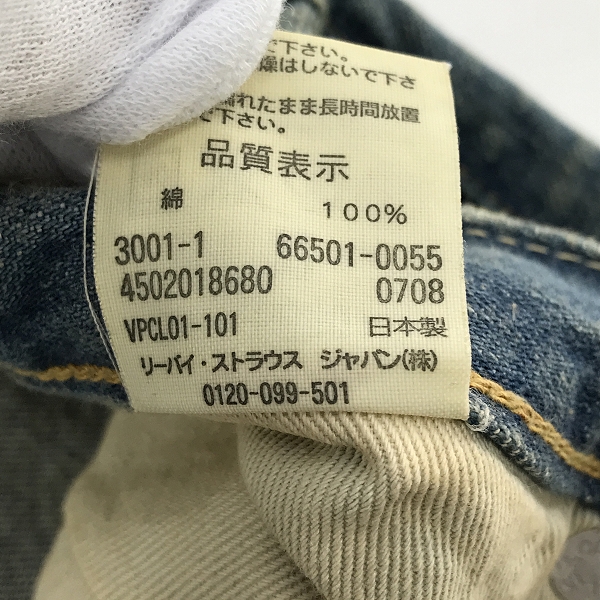 で下さい。
燥はしないで下さ
濡れたまま長時間放置
で下さい。
品質表示
綿 100%
3001-1 66501-0055
4502018680 0708
VPCL01-101 日本製
リーバイ・ストラウス ジャパン(株)
0120-099-501